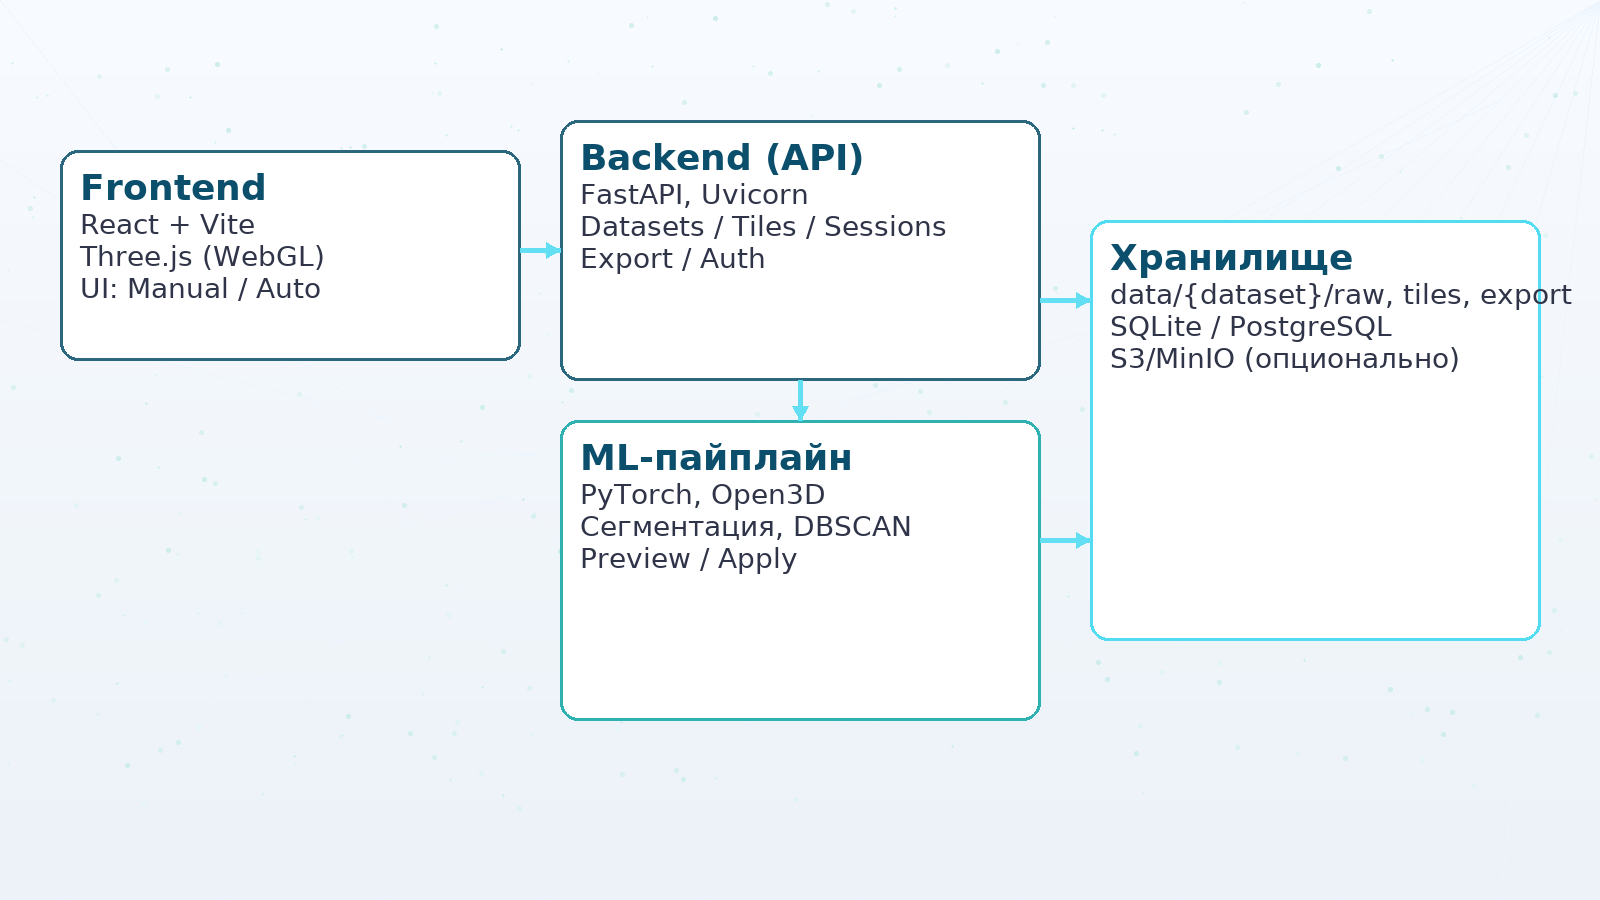 Frontend
React + Vite
Three.js (WebGL)
UI: Manual / Auto
Backend (API)
FastAPI, Uvicorn
Datasets / Tiles / Sessions
Export / Auth
ML-пайплайн
PyTorch, Open3D
Сегментация, DBSCAN
Preview / Apply
Хранилище
data/{dataset}/raw, tiles, export
SQLite / PostgreSQL
S3/MinIO (опционально)